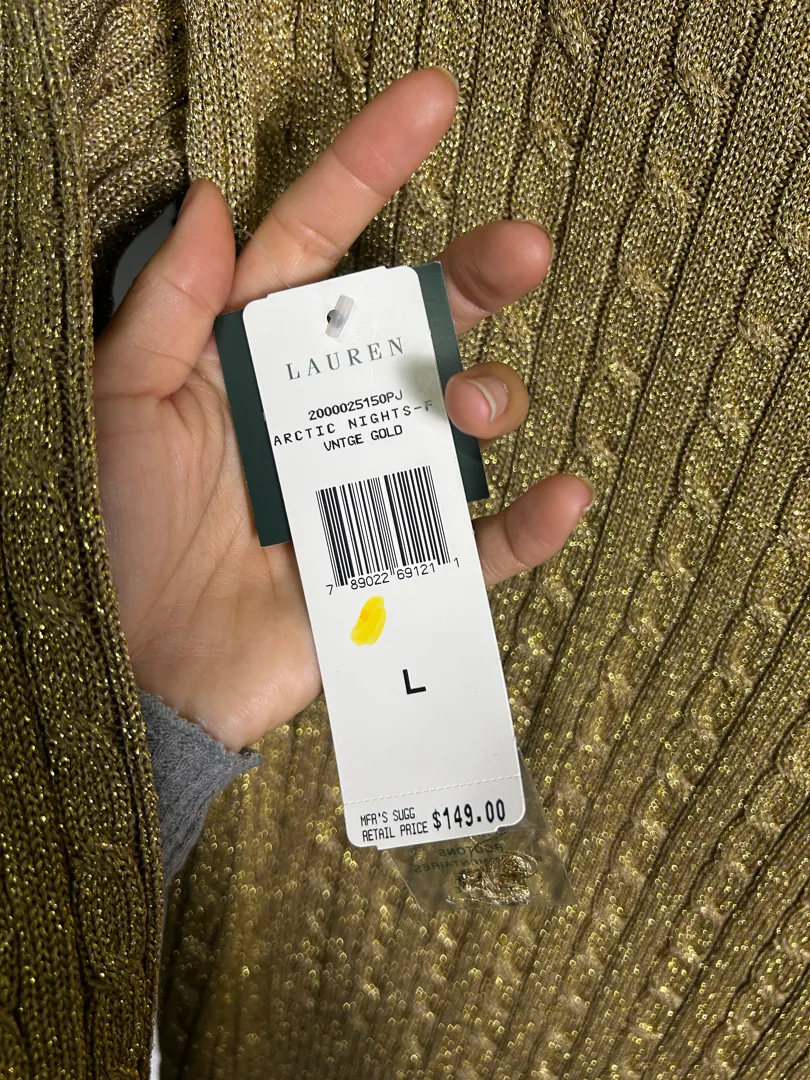 LAUREN
2000025150PJ
ARCTIC NIGHTS-F
VNTGE GOLD
7 89022 69121 1
L
MFR'S SUGG
RETAIL PRICE $149.00